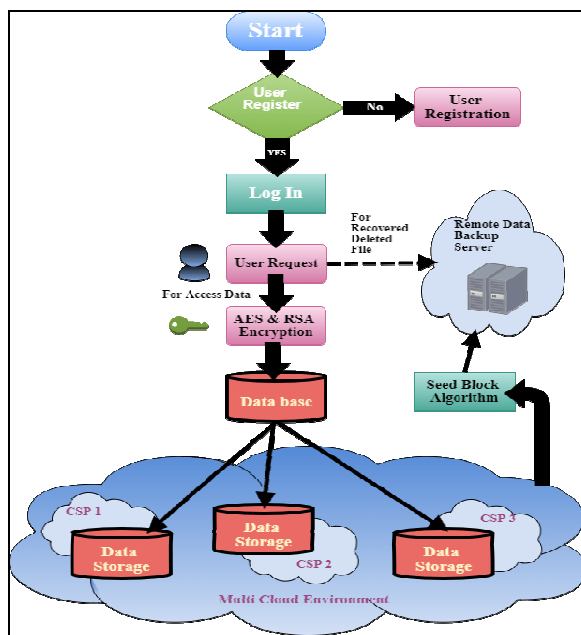 Start
User
Register
No
User
Registration
YES
Log In
For
Recovered
Deleted
File
Remote Data
Backup
Server
User Request
For Access Data
AES & RSA
Encryption
Seed Block
Algorithm
Data base
CSP 1
Data
Storage
Data
Storage
CSP 2
CSP 3
Data
Storage
Multi Cloud Environment